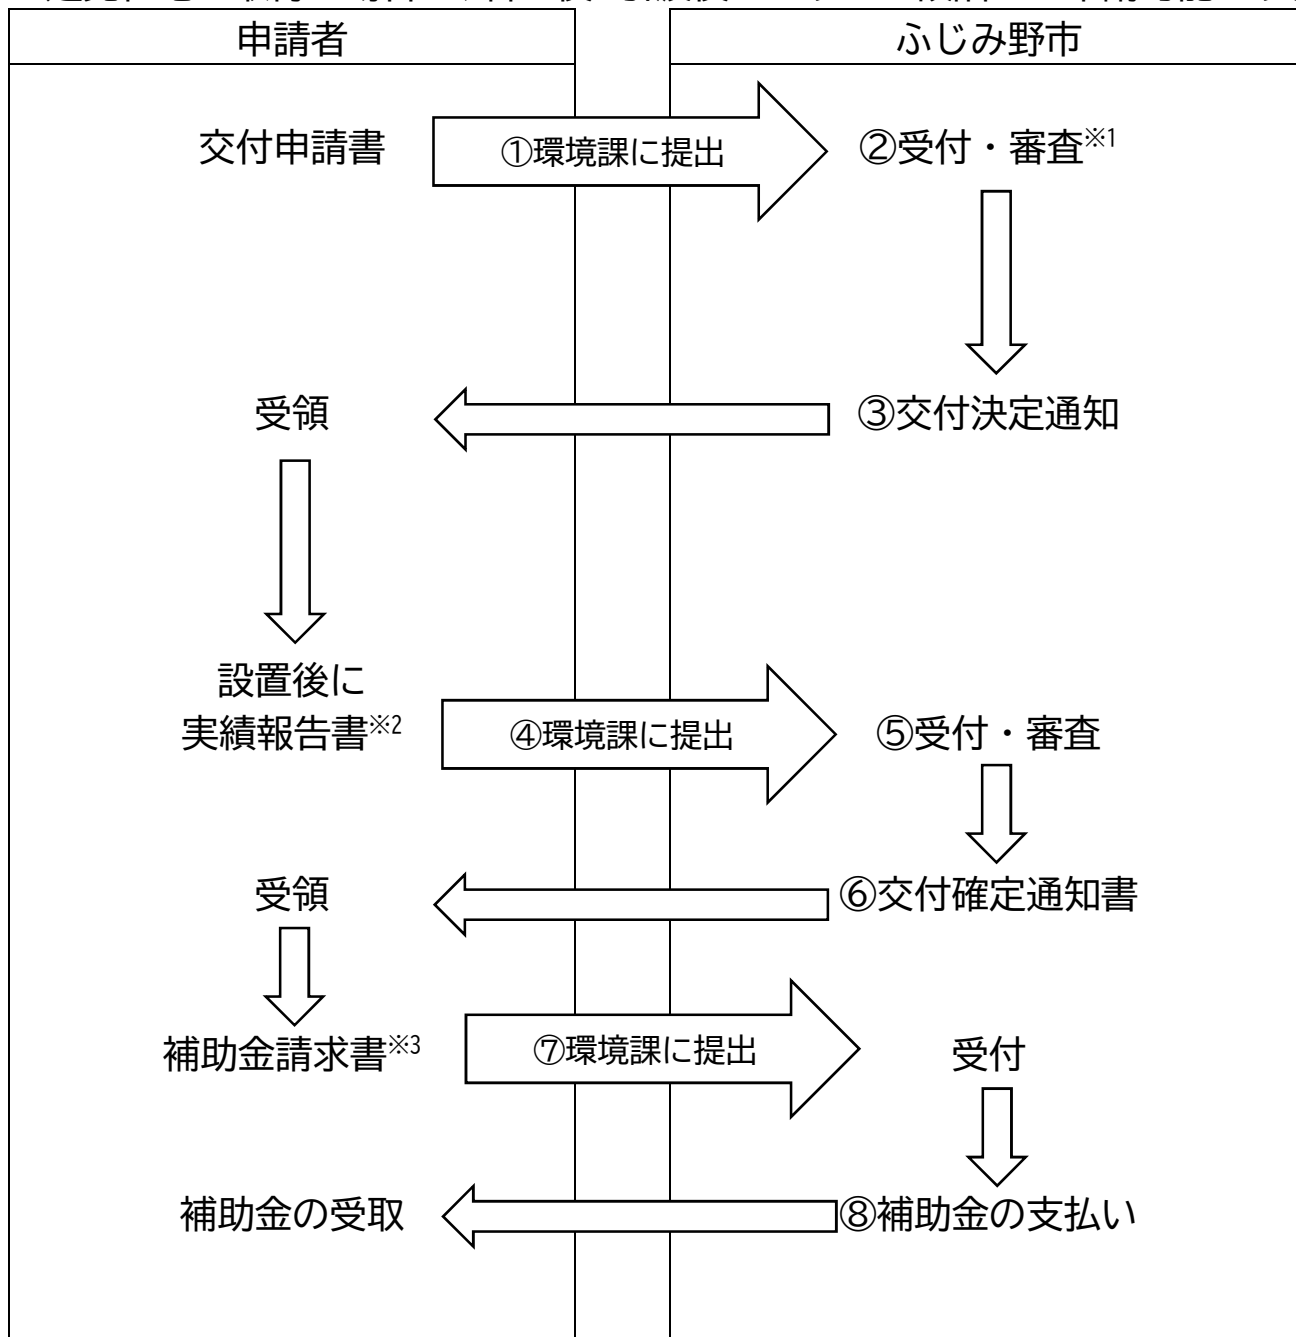 申請者
ふじみ野市
交付申請書
①環境課に提出
②受付・審査※1
受領
③交付決定通知
設置後に
実績報告書※2
④環境課に提出
⑤受付・審査
受領
⑥交付確定通知書
補助金請求書※3
⑦環境課に提出
受付
補助金の受取
⑧補助金の支払い